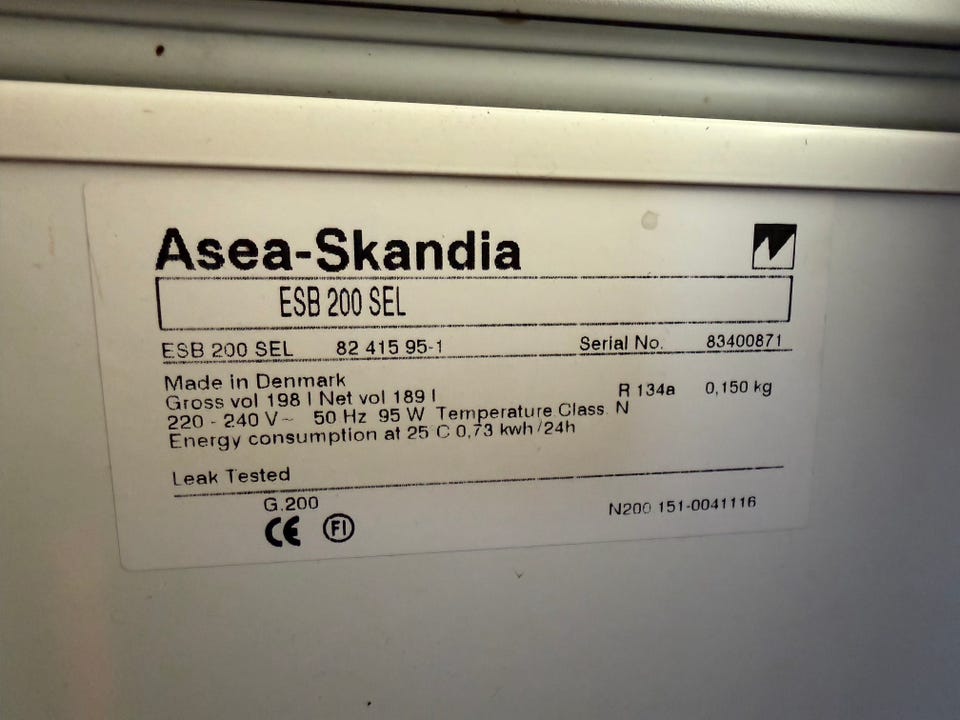 Asea-Skandia
ESB 200 SEL
ESB 200 SEL 82 415 95-1 Serial No. 83400871
Made in Denmark
Gross vol 198 l Net vol 189 l R 134a 0,150 kg
220 - 240 V~ 50 Hz 95 W Temperature Class N
Energy consumption at 25 C 0,73 kwh/24h
Leak Tested
G.200
CE FI
N200 151-0041116